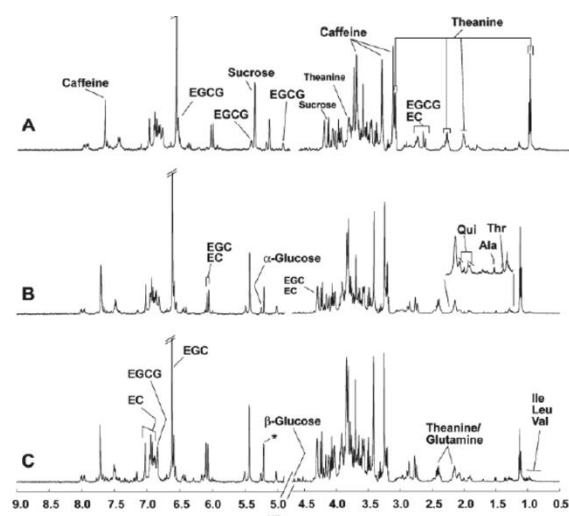 Theanine
Caffeine
Caffeine
Sucrose
EGCG
EGCG
EGCG
Theanine
Sucrose
EGCG
EC
A
EGC
EC
α-Glucose
EGC
EC
Qui
Thr
Ala
B
EGCG
EC
EGC
*
β-Glucose
Theanine/
Glutamine
Ile
Leu
Val
C
9.0 8.5 8.0 7.5 7.0 6.5 6.0 5.5 5.0 4.5 4.0 3.5 3.0 2.5 2.0 1.5 1.0 0.5